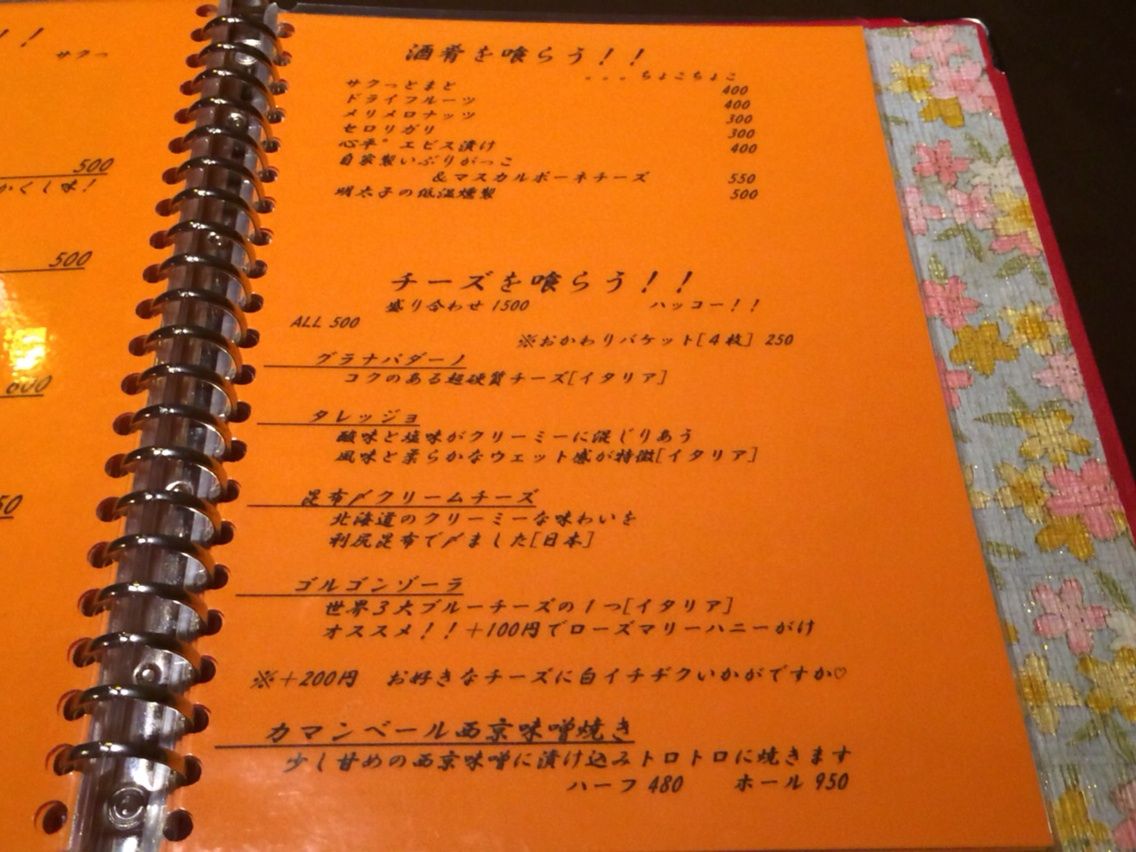 ！！
サクっ
500
かくし味！
500
600
50
酒肴を喰らう！！
。。。ちょこちょこ
サクっとまと 400
ドライフルーツ 400
メリメロナッツ 300
セロリガリ 300
心平°エビス漬け 400
自家製いぶりがっこ
＆マスカルポーネチーズ 550
明太子の低温燻製 500
チーズを喰らう！！
盛り合わせ 1500 ハッコー！！
ALL 500
※おかわりバケット[４枚] 250
グラナパダーノ
コクのある超硬質チーズ[イタリア]
タレッジョ
酸味と塩味がクリーミーに混じりあう
風味と柔らかなウェット感が特徴[イタリア]
昆布〆クリームチーズ
北海道のクリーミーな味わいを
利尻昆布で〆ました[日本]
ゴルゴンゾーラ
世界３大ブルーチーズの１つ[イタリア]
オススメ！！＋100円でローズマリーハニーがけ
※＋200円 お好きなチーズに白イチヂクいかがですか♡
カマンベール西京味噌焼き
少し甘めの西京味噌に漬け込みトロトロに焼きます
ハーフ 480 ホール 950